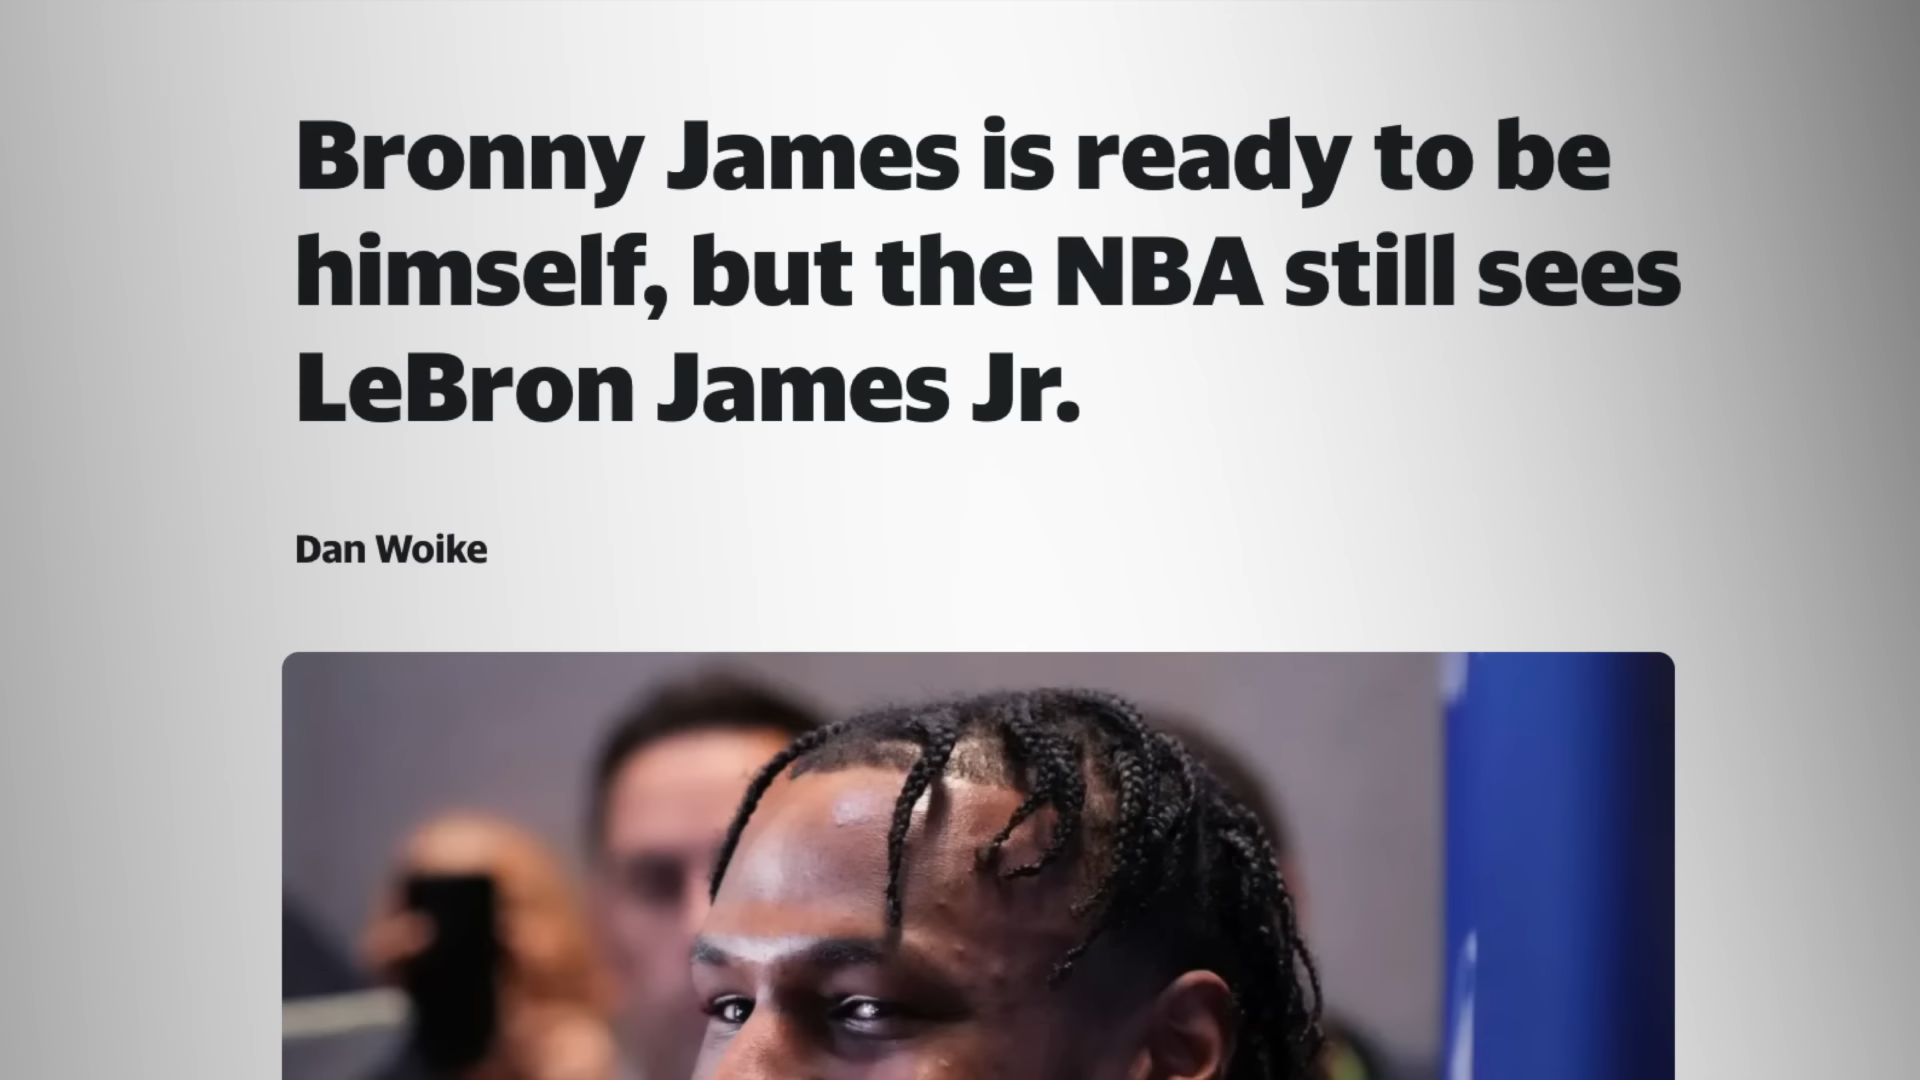 Bronny James is ready to be
himself, but the NBA still sees
LeBron James Jr.
Dan Woike